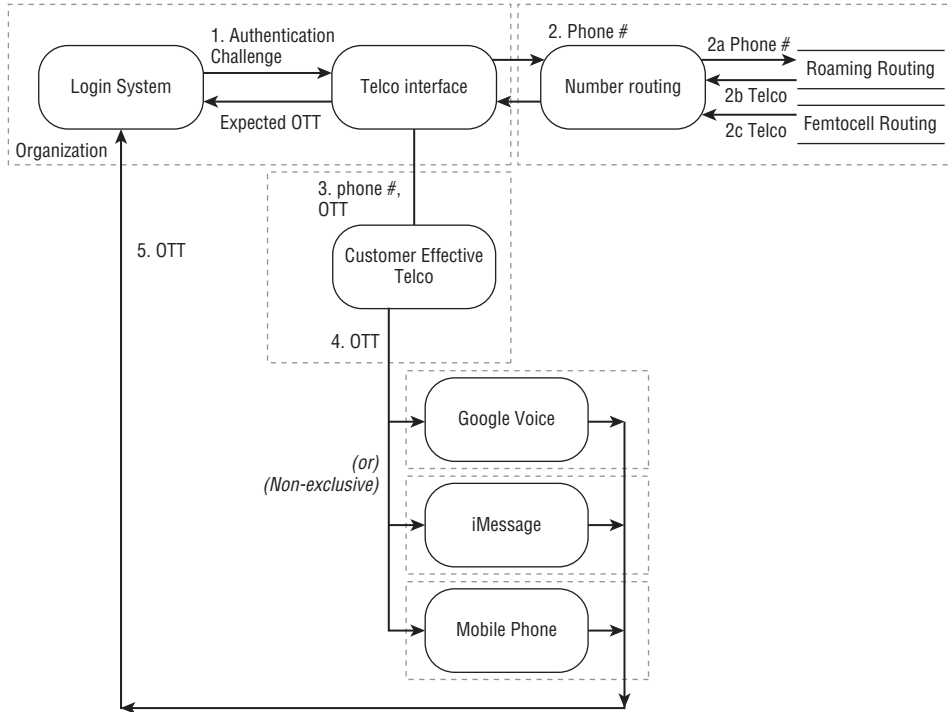 1. Authentication
Challenge
2. Phone #
2a Phone #
Login System
Telco interface
Number routing
Roaming Routing
2b Telco
Expected OTT
2c Telco
Femtocell Routing
Organization
3. phone #,
OTT
5. OTT
Customer Effective
Telco
4. OTT
Google Voice
(or)
(Non-exclusive)
iMessage
Mobile Phone